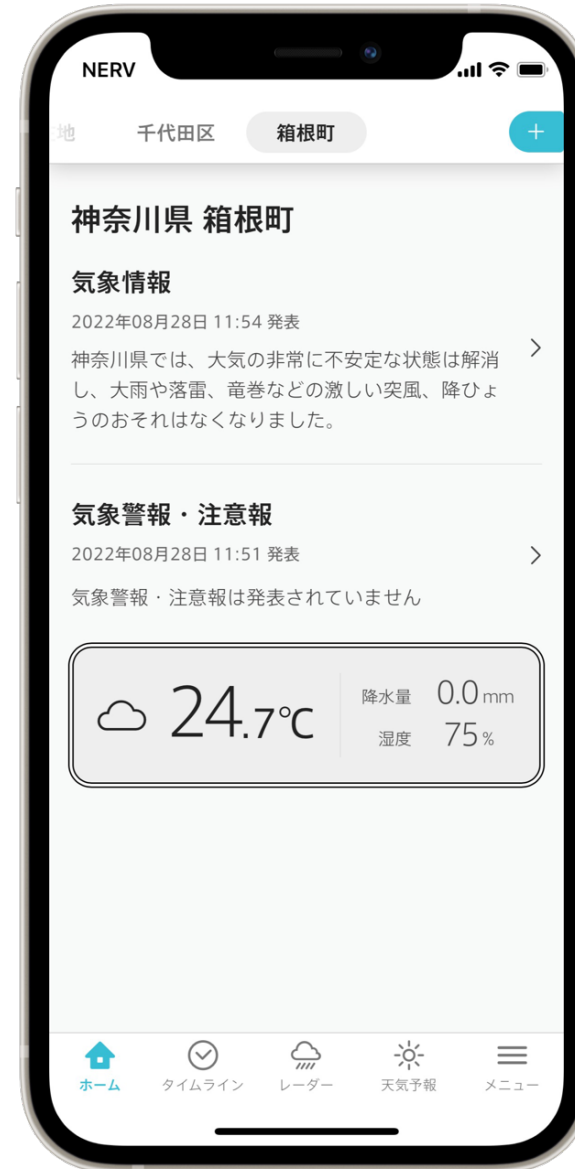 NERV
地 千代田区 箱根町
神奈川県 箱根町
気象情報
2022年08月28日 11:54 発表
神奈川県では、大気の非常に不安定な状態は解消
し、大雨や落雷、竜巻などの激しい突風、降ひょ
うのおそれはなくなりました。
気象警報・注意報
2022年08月28日 11:51 発表
気象警報・注意報は発表されていません
24.7℃
降水量 0.0 mm
湿度 75 %
ホーム タイムライン レーダー 天気予報 メニュー